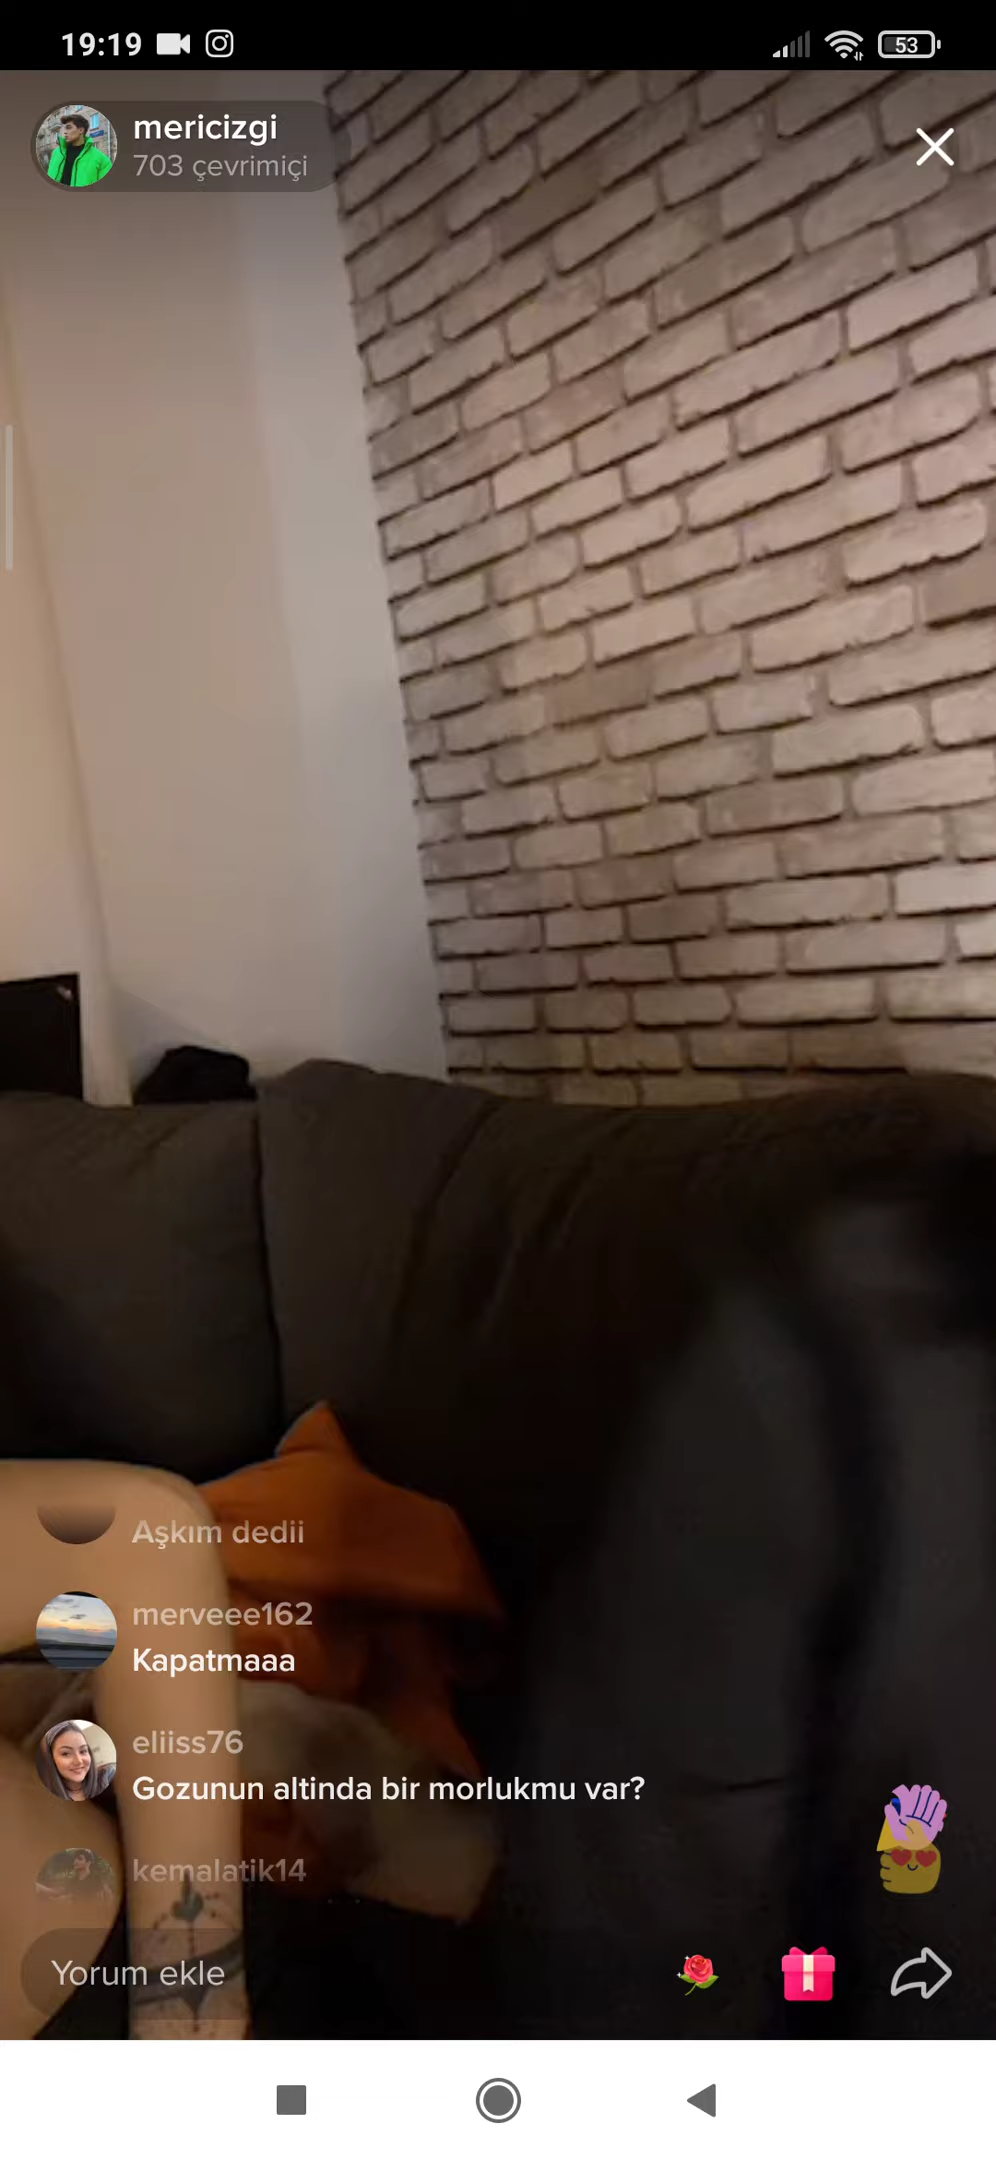 19:19
53
mericizgi
703 çevrimiçi
Aşkım dedii
merveee162
Kapatmaaa
eliiss76
Gozunun altinda bir morlukmu var?
kemalatik14
Yorum ekle